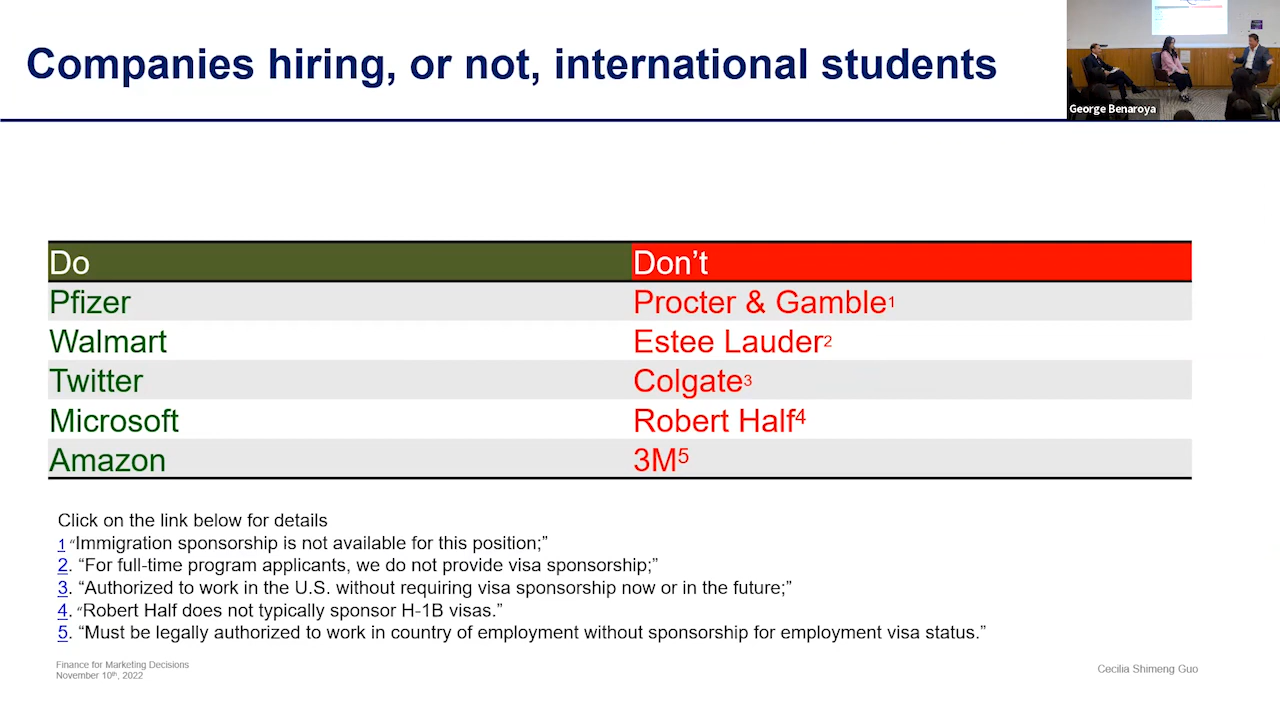 Companies hiring, or not, international students
George Benaroya
Do Don’t
Pfizer Procter & Gamble1
Walmart Estee Lauder2
Twitter Colgate3
Microsoft Robert Half4
Amazon 3M5
Click on the link below for details
1 “Immigration sponsorship is not available for this position;”
2. “For full-time program applicants, we do not provide visa sponsorship;”
3. “Authorized to work in the U.S. without requiring visa sponsorship now or in the future;”
4. “Robert Half does not typically sponsor H-1B visas.”
5. “Must be legally authorized to work in country of employment without sponsorship for employment visa status.”
Finance for Marketing Decisions
November 10th, 2022
Cecilia Shimeng Guo